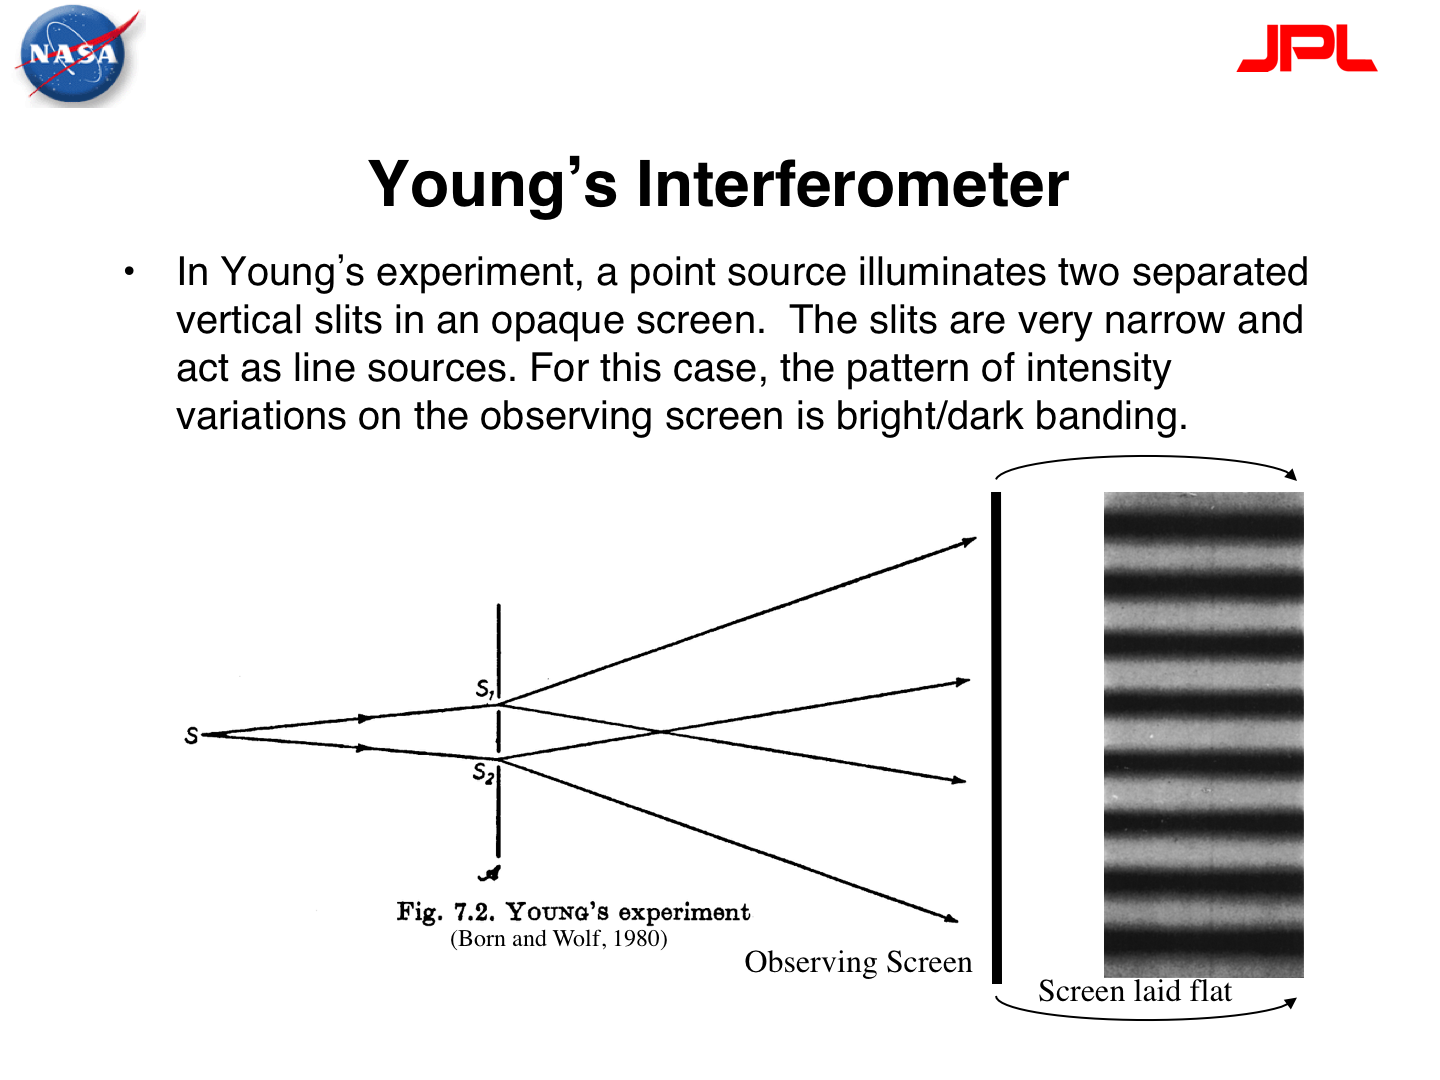 NASA
JPL
Young’s Interferometer
• In Young’s experiment, a point source illuminates two separated
vertical slits in an opaque screen.  The slits are very narrow and
act as line sources. For this case, the pattern of intensity
variations on the observing screen is bright/dark banding.
S₁
S
S₂
𝒜
Fig. 7.2. YOUNG'S experiment
(Born and Wolf, 1980)
Observing Screen
Screen laid flat